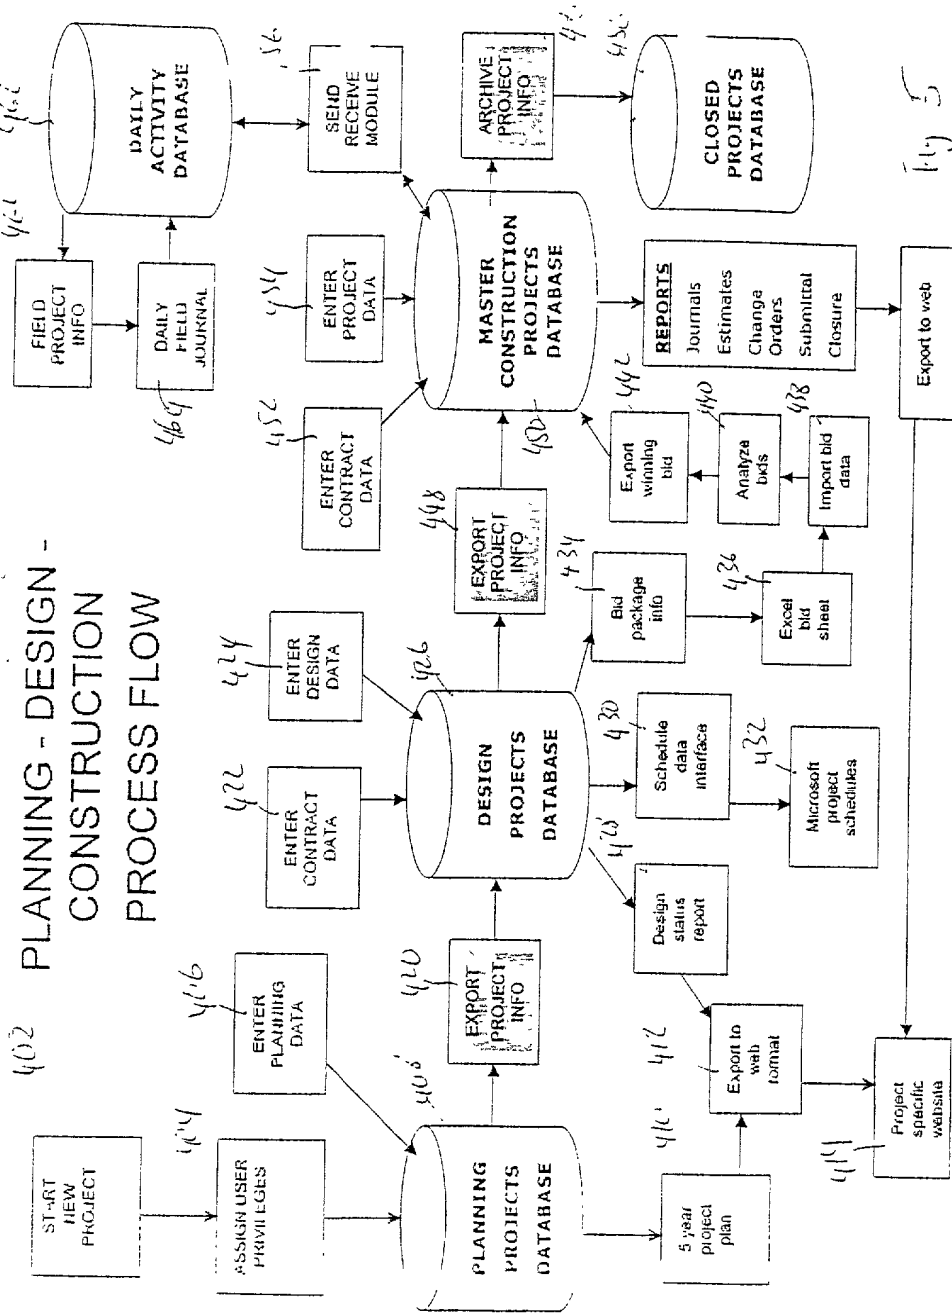 402
PLANNING - DESIGN -
CONSTRUCTION
PROCESS FLOW
START
NEW
PROJECT
404
ASSIGN USER
PRIVILEGES
406
ENTER
PLANNING
DATA
408
PLANNING
PROJECTS
DATABASE
5 year
project
plan
412
Export to
web
format
414
Project
specific
website
420
EXPORT
PROJECT
INFO
422
ENTER
CONTRACT
DATA
424
ENTER
DESIGN
DATA
426
DESIGN
PROJECTS
DATABASE
428
Design
status
report
430
Schedule
data
interface
432
Microsoft
project
schedules
434
Bid
package
info
436
Excel
bid
sheet
438
Import bid
data
440
Analyze
bids
442
Export
winning
bid
448
EXPORT
PROJECT
INFO
450
MASTER
CONSTRUCTION
PROJECTS
DATABASE
452
ENTER
CONTRACT
DATA
454
ENTER
PROJECT
DATA
FIELD
PROJECT
INFO
464
DAILY
FIELD
JOURNAL
DAILY
ACTIVITY
DATABASE
SEND
RECEIVE
MODULE
ARCHIVE
PROJECT
INFO
CLOSED
PROJECTS
DATABASE
REPORTS
Journals
Estimates
Change
Orders
Submittal
Closure
Export to web
Fig 5